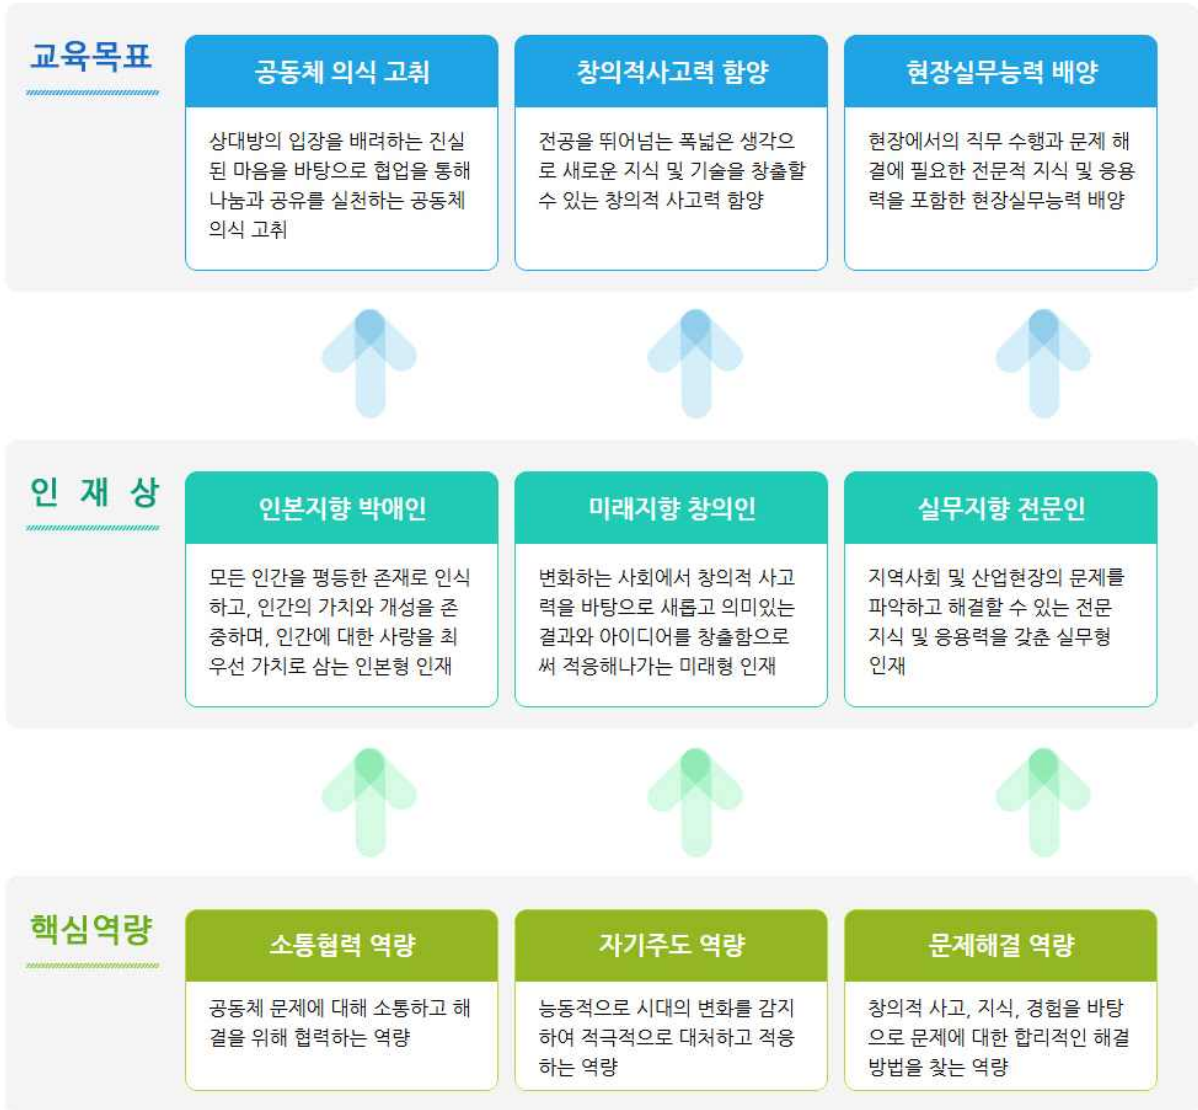 교육목표
공동체 의식 고취
상대방의 입장을 배려하는 진실
된 마음을 바탕으로 협업을 통해
나눔과 공유를 실천하는 공동체
의식 고취
창의적사고력 함양
전공을 뛰어넘는 폭넓은 생각으
로 새로운 지식 및 기술을 창출할
수 있는 창의적 사고력 함양
현장실무능력 배양
현장에서의 직무 수행과 문제 해
결에 필요한 전문적 지식 및 응용
력을 포함한 현장실무능력 배양
인 재 상
인본지향 박애인
모든 인간을 평등한 존재로 인식
하고, 인간의 가치와 개성을 존
중하며, 인간에 대한 사랑을 최
우선 가치로 삼는 인본형 인재
미래지향 창의인
변화하는 사회에서 창의적 사고
력을 바탕으로 새롭고 의미있는
결과와 아이디어를 창출함으로
써 적응해나가는 미래형 인재
실무지향 전문인
지역사회 및 산업현장의 문제를
파악하고 해결할 수 있는 전문
지식 및 응용력을 갖춘 실무형
인재
핵심역량
소통협력 역량
공동체 문제에 대해 소통하고 해
결을 위해 협력하는 역량
자기주도 역량
능동적으로 시대의 변화를 감지
하여 적극적으로 대처하고 적응
하는 역량
문제해결 역량
창의적 사고, 지식, 경험을 바탕
으로 문제에 대한 합리적인 해결
방법을 찾는 역량